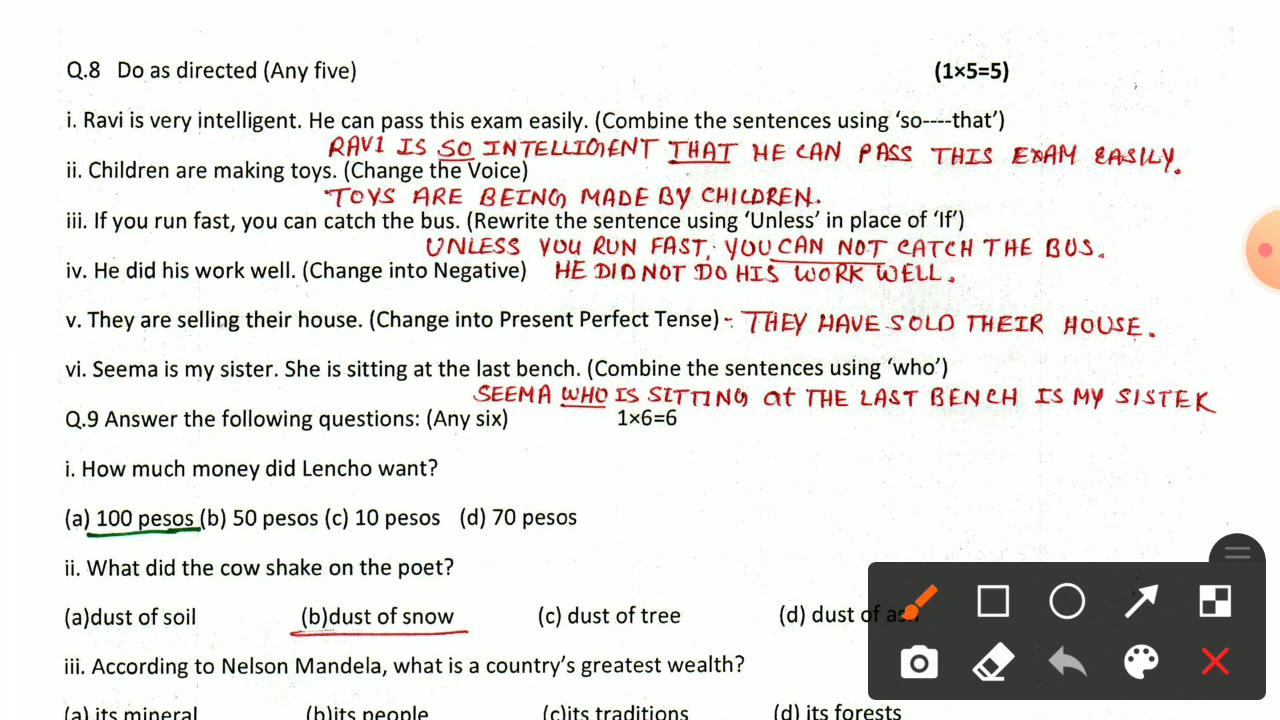 Q.8 Do as directed (Any five) (1×5=5)
i. Ravi is very intelligent. He can pass this exam easily. (Combine the sentences using ‘so----that’)
RAVI IS SO INTELLIGENT THAT HE CAN PASS THIS EXAM EASILY.
ii. Children are making toys. (Change the Voice)
TOYS ARE BEING MADE BY CHILDREN.
iii. If you run fast, you can catch the bus. (Rewrite the sentence using ‘Unless’ in place of ‘If’)
UNLESS YOU RUN FAST, YOU CAN NOT CATCH THE BUS.
iv. He did his work well. (Change into Negative) HE DID NOT DO HIS WORK WELL.
v. They are selling their house. (Change into Present Perfect Tense) - THEY HAVE SOLD THEIR HOUSE.
vi. Seema is my sister. She is sitting at the last bench. (Combine the sentences using ‘who’)
SEEMA WHO IS SITTING at THE LAST BENCH IS MY SISTER
Q.9 Answer the following questions: (Any six) 1×6=6
i. How much money did Lencho want?
(a) 100 pesos (b) 50 pesos (c) 10 pesos (d) 70 pesos
ii. What did the cow shake on the poet?
(a)dust of soil (b)dust of snow (c) dust of tree (d) dust of
iii. According to Nelson Mandela, what is a country’s greatest wealth?
(a) its mineral (b)its people (c)its traditions (d) its forests